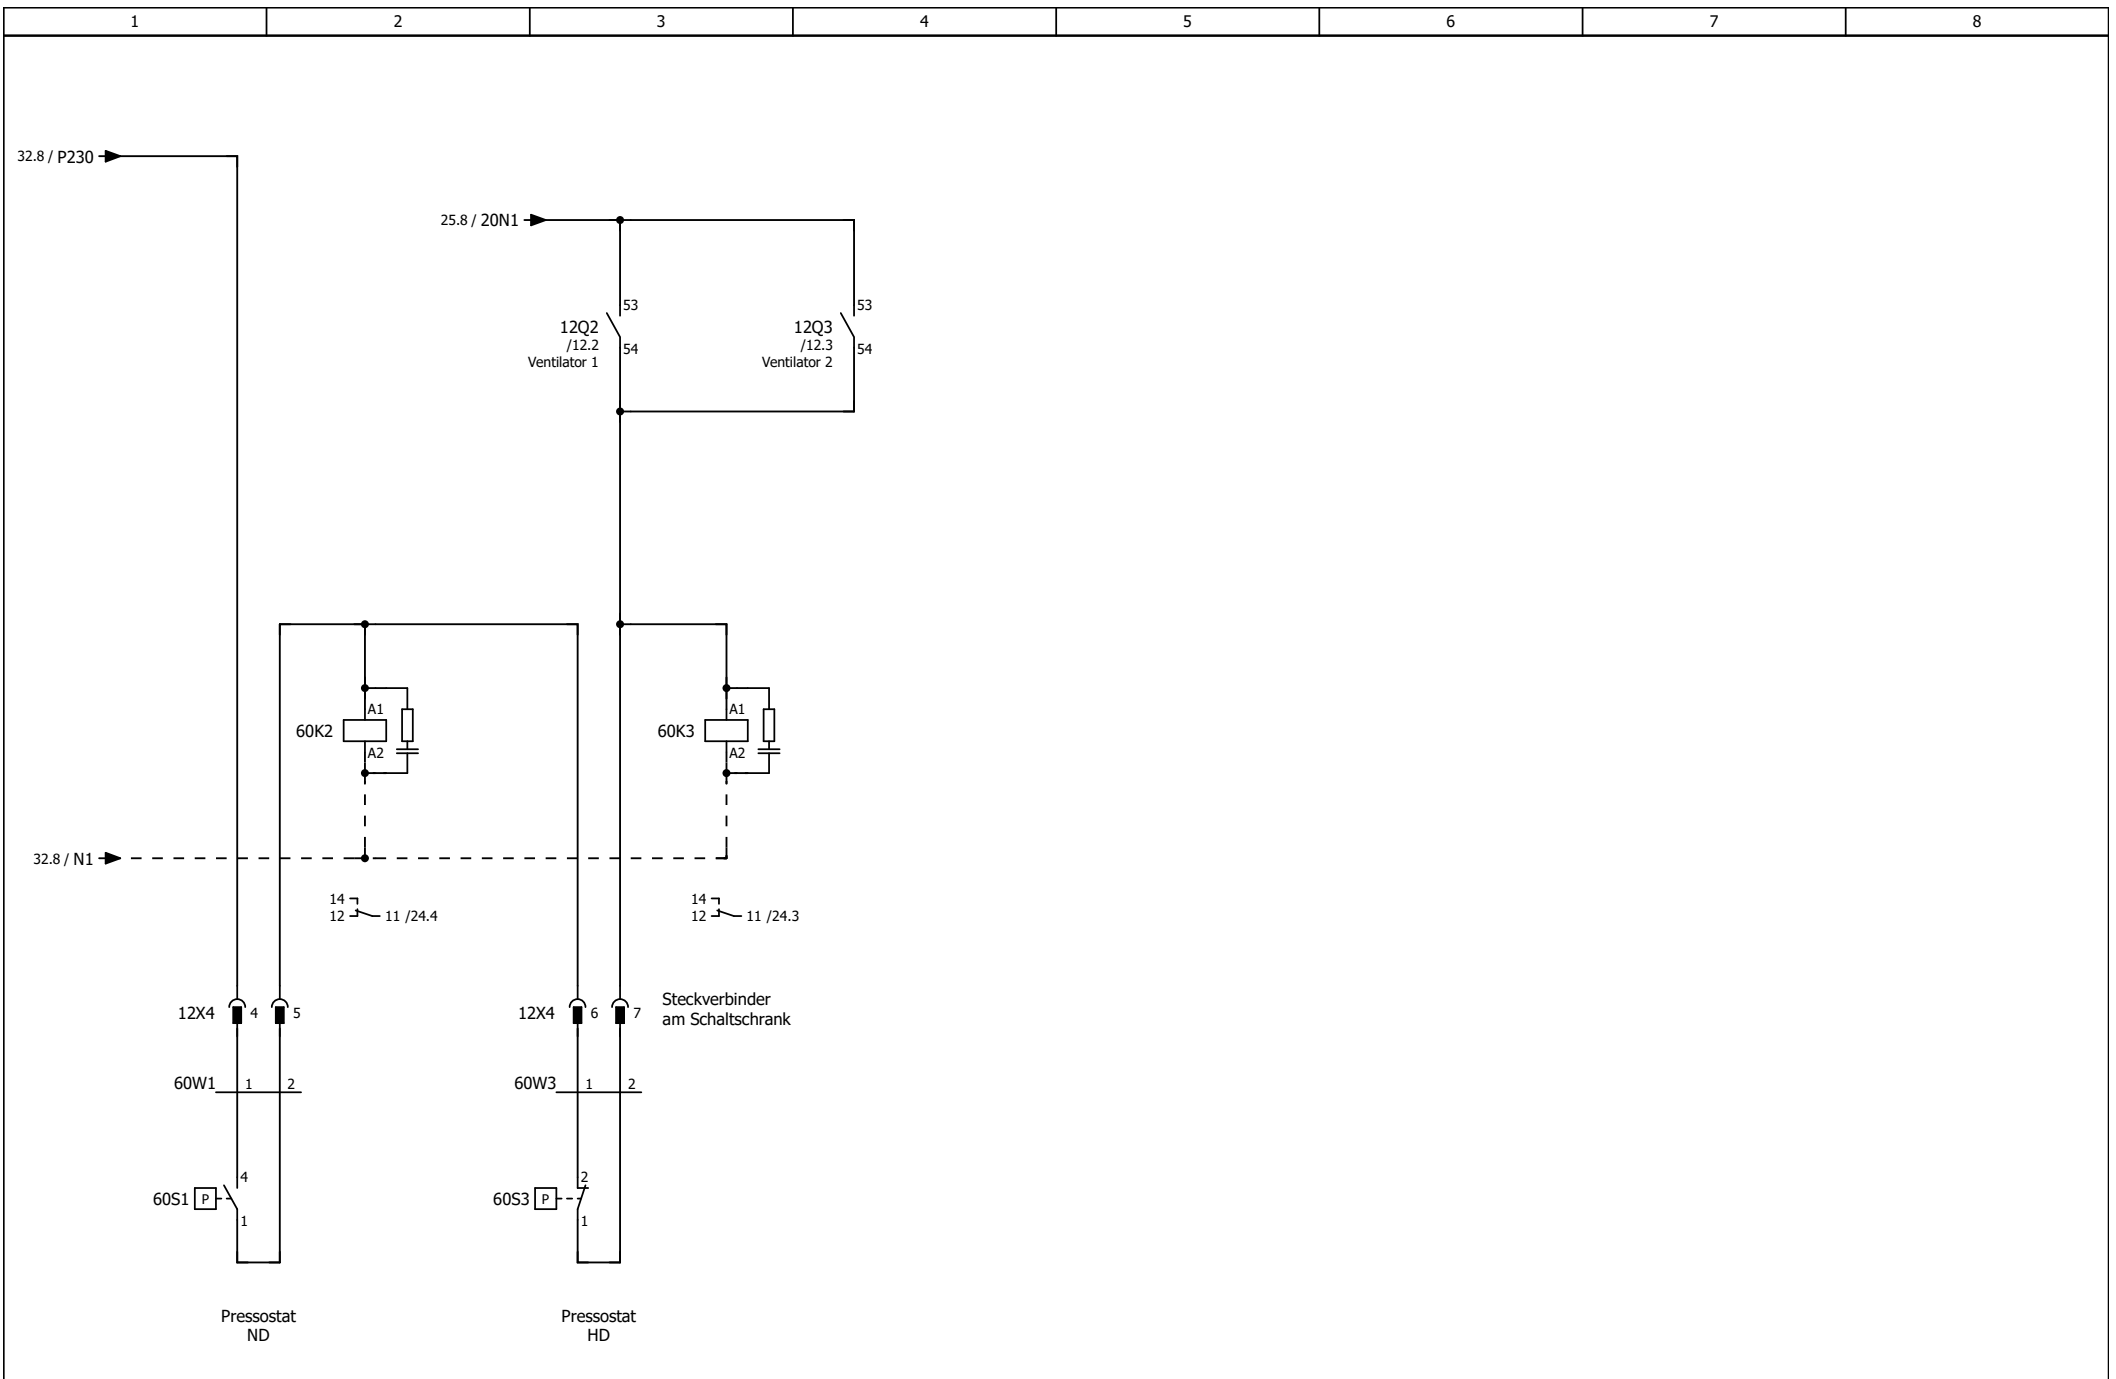 1 2 3 4 5 6 7 8
32.8 / P230
25.8 / 20N1
53 53
12Q2 12Q3
/12.2 /12.3
54 54
Ventilator 1 Ventilator 2
A1 A1
60K2 60K3
A2 A2
32.8 / N1
14 14
12 11 /24.4 12 11 /24.3
Steckverbinder
12X4 4 5 12X4 6 7
am Schaltschrank
60W1 1 2 60W3 1 2
4 2
60S1 P 60S3 P
1 1
Pressostat Pressostat
ND HD